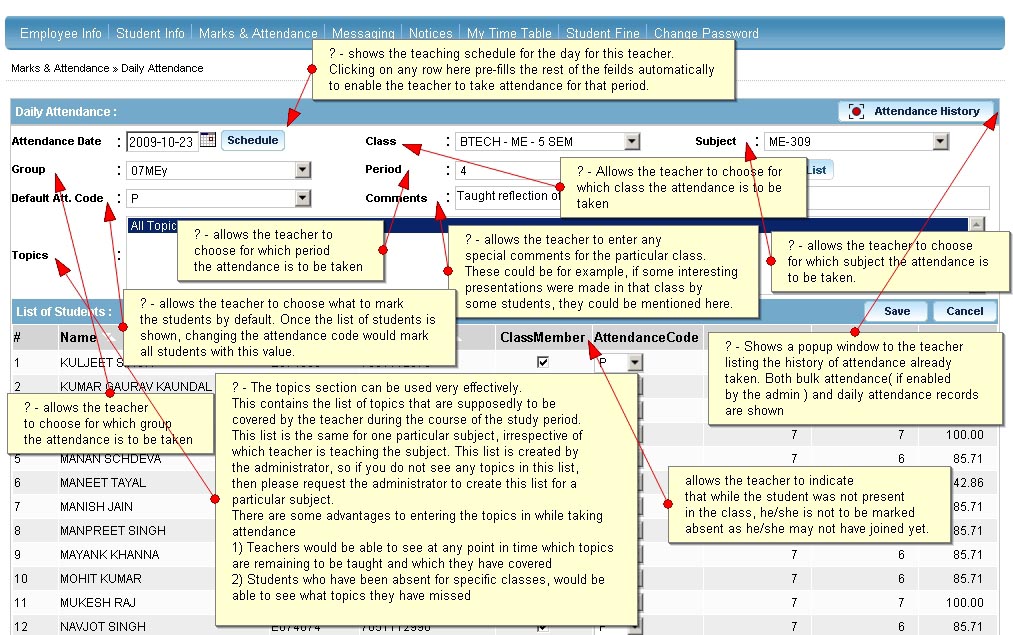 Employee Info | Student Info | Marks & Attendance | Messaging | Notices | My Time Table | Student Fine | Change Password
? - shows the teaching schedule for the day for this teacher.
Clicking on any row here pre-fills the rest of the feilds automatically
to enable the teacher to take attendance for that period.
Marks & Attendance » Daily Attendance
Daily Attendance :
Attendance History
Attendance Date : 2009-10-23 Schedule
Class : BTECH - ME - 5 SEM
Subject : ME-309
Group : 07MEy
Period : 4
List
Default Att. Code : P
Comments : Taught reflection of
? - Allows the teacher to choose for
which class the attendance is to be
taken
All Topic
Topics :
? - allows the teacher to
choose for which period
the attendance is to be taken
? - allows the teacher to enter any
special comments for the particular class.
These could be for example, if some interesting
presentations were made in that class by
some students, they could be mentioned here.
? - allows the teacher to choose
for which subject the attendance is
to be taken.
? - allows the teacher to choose what to mark
the students by default. Once the list of students is
shown, changing the attendance code would mark
all students with this value.
List of Students :
Save
Cancel
# Name ClassMember AttendanceCode
? - Shows a popup window to the teacher
listing the history of attendance already
taken. Both bulk attendance( if enabled
by the admin ) and daily attendance records
are shown
1 KULJEET P
2 KUMAR GAURAV KAUNDAL
? - allows the teacher
to choose for which group
the attendance is to be taken
? - The topics section can be used very effectively.
This contains the list of topics that are supposedly to be
covered by the teacher during the course of the study period.
This list is the same for one particular subject, irrespective of
which teacher is teaching the subject. This list is created by
the administrator, so if you do not see any topics in this list,
then please request the administrator to create this list for a
particular subject.
There are some advantages to entering the topics in while taking
attendance
1) Teachers would be able to see at any point in time which topics
are remaining to be taught and which they have covered
2) Students who have been absent for specific classes, would be
able to see what topics they have missed
7 7 100.00
5 MANAN SCHDEVA 7 6 85.71
allows the teacher to indicate
that while the student was not present
in the class, he/she is not to be marked
absent as he/she may not have joined yet.
6 MANEET TAYAL 42.86
7 MANISH JAIN 85.71
8 MANPREET SINGH 85.71
9 MAYANK KHANNA 7 6 85.71
10 MOHIT KUMAR 7 6 85.71
11 MUKESH RAJ 7 7 100.00
12 NAVJOT SINGH 7 6 85.71